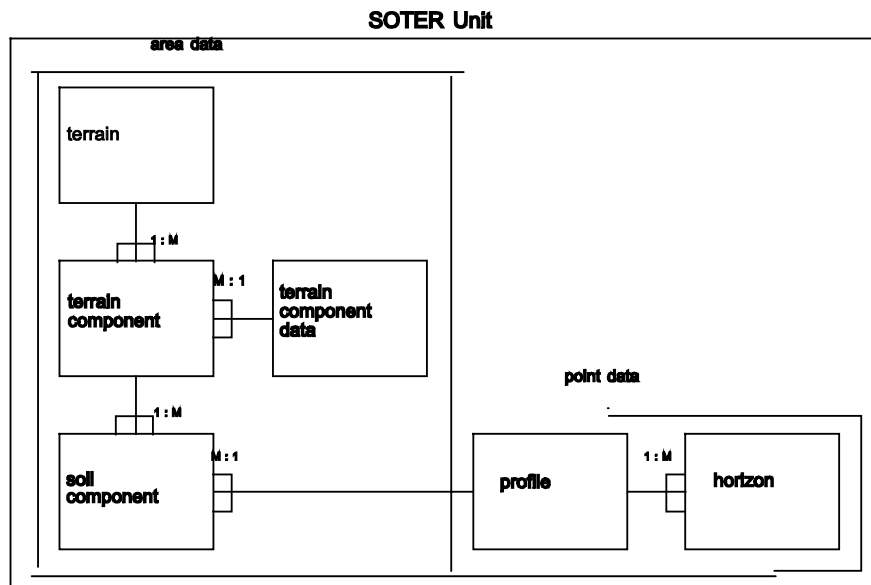 SOTER Unit
area data
terrain
1 : M
M : 1
terrain
component
terrain
component
data
point data
1 : M
M : 1
1 : M
soil
component
profile
horizon